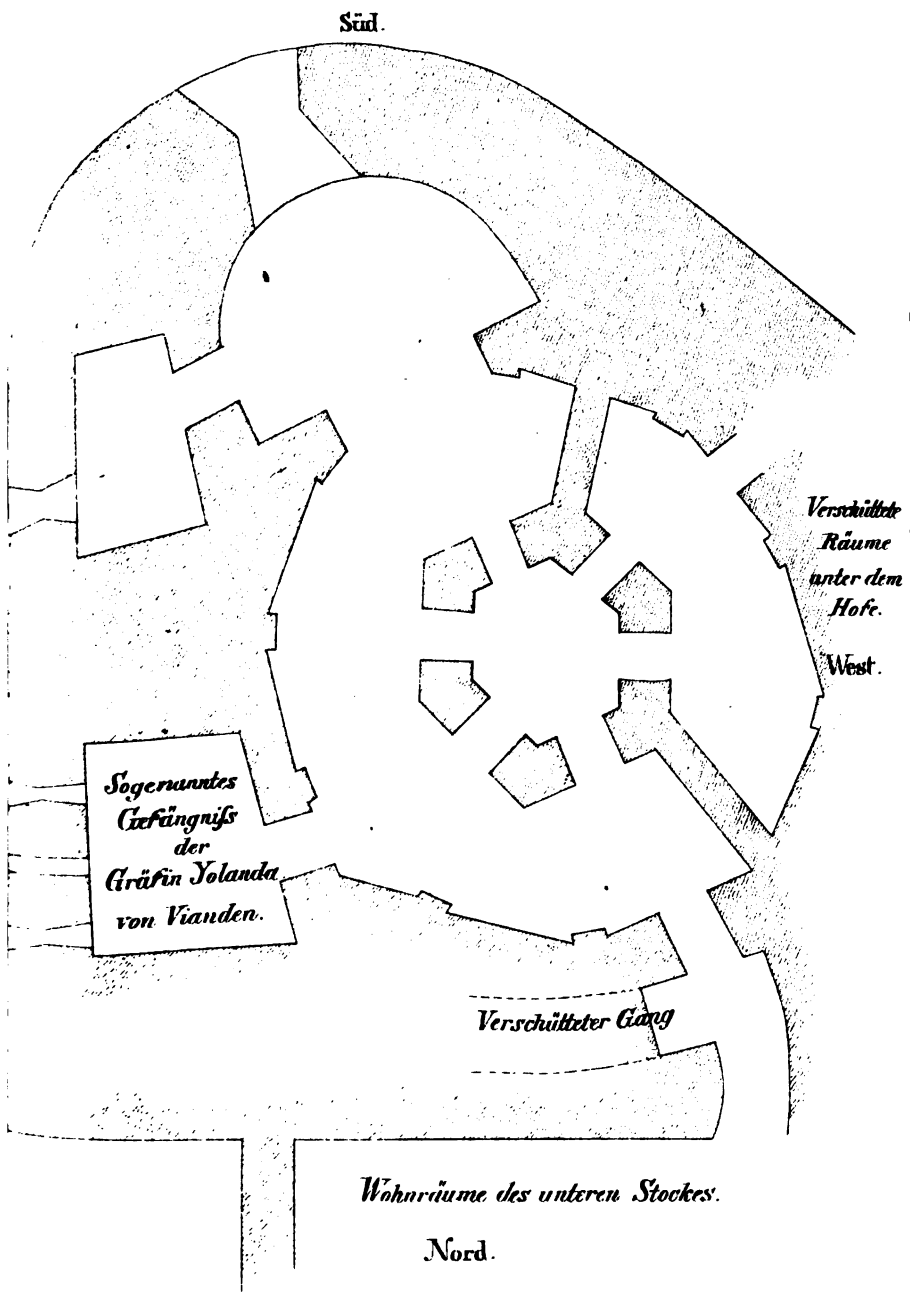 Süd.
Verschüttete
Räume
unter dem
Hofe.
West.
Sogenanntes
Gefängniß
der
Gräfin Yolanda
von Vianden.
Verschütteter Gang
Wohnräume des unteren Stockes.
Nord.